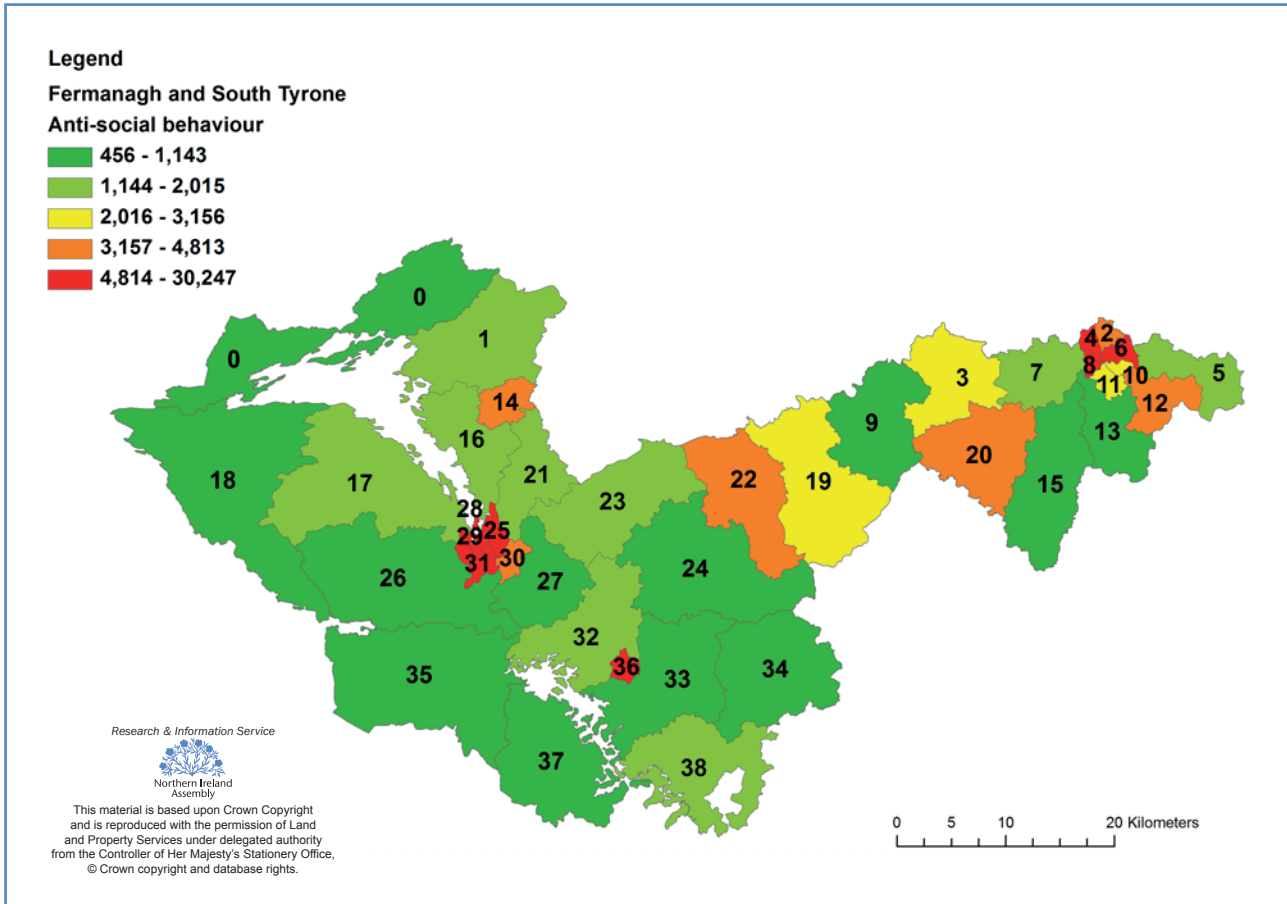 Legend
Fermanagh and South Tyrone
Anti-social behaviour
456 - 1,143
1,144 - 2,015
2,016 - 3,156
3,157 - 4,813
4,814 - 30,247
0
0
1
2
4
6
3
7
8
10
5
11
12
14
9
13
16
20
18
17
21
22
19
15
28
23
29
25
31
30
26
27
24
32
35
36
33
34
37
38
Research & Information Service
Northern Ireland
Assembly
This material is based upon Crown Copyright
and is reproduced with the permission of Land
and Property Services under delegated authority
from the Controller of Her Majesty's Stationery Office,
© Crown copyright and database rights.
0 5 10 20 Kilometers